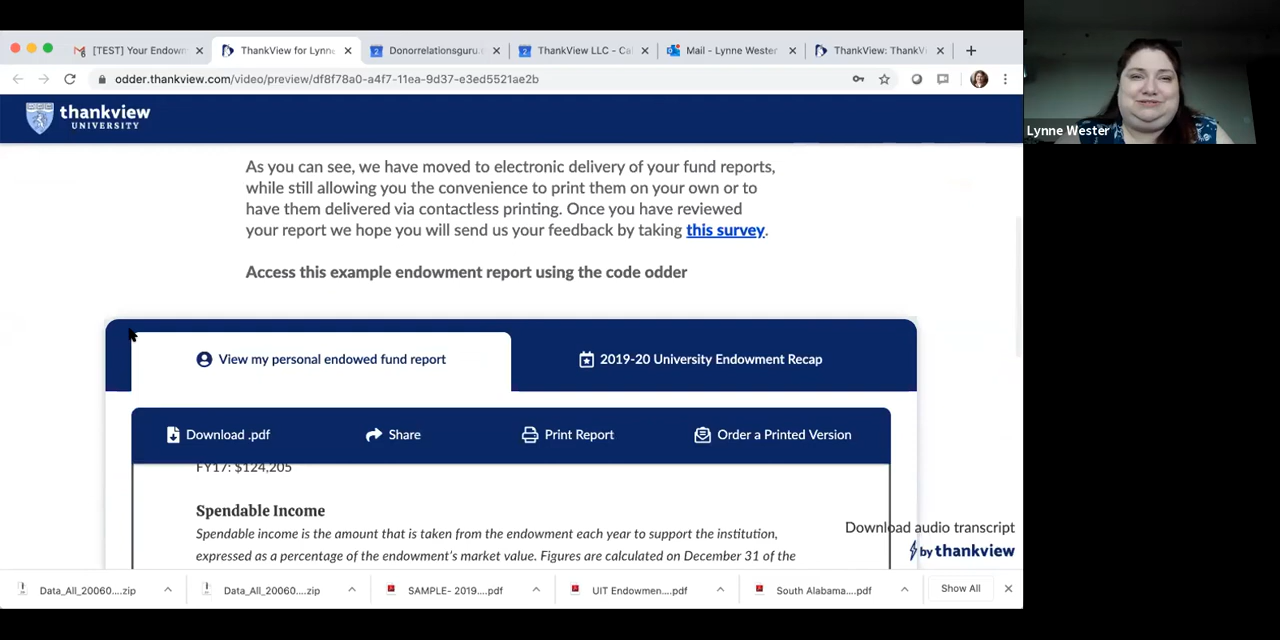 [TEST] Your Endown
ThankView for Lynne
Donorrelationsguru.c
ThankView LLC - Cal
Mail - Lynne Wester
ThankView: ThankV
odder.thankview.com/video/preview/df8f78a0-a4f7-11ea-9d37-e3ed5521ae2b
Lynne Wester
thankview
UNIVERSITY
As you can see, we have moved to electronic delivery of your fund reports,
while still allowing you the convenience to print them on your own or to
have them delivered via contactless printing. Once you have reviewed
your report we hope you will send us your feedback by taking this survey.
Access this example endowment report using the code odder
View my personal endowed fund report
2019-20 University Endowment Recap
Download .pdf
Share
Print Report
Order a Printed Version
FY17: $124,205
Spendable Income
Spendable income is the amount that is taken from the endowment each year to support the institution,
expressed as a percentage of the endowment's market value. Figures are calculated on December 31 of the
Download audio transcript
by thankview
Data_All_20060....zip
Data_All_20060....zip
SAMPLE- 2019....pdf
UIT Endowmen....pdf
South Alabama....pdf
Show All